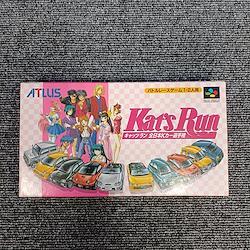 ATLUS
バトルレースゲーム 1・2人用
Kat's Run
キャッツ・ラン 全日本Kカー選手権